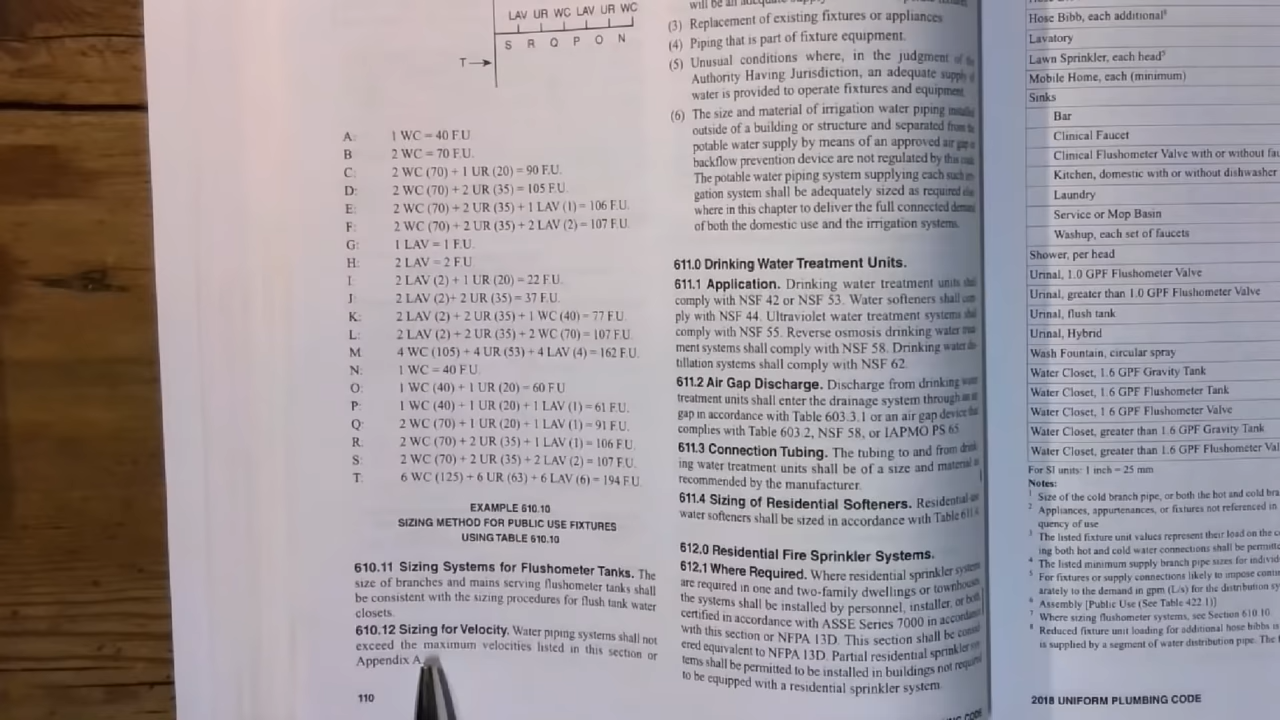 LAV UR WC LAV UR WC
S R Q P O N
T
A: 1 WC = 40 F.U
B 2 WC = 70 F.U.
C. 2 WC (70) + 1 UR (20) = 90 F.U.
D: 2 WC (70) + 2 UR (35) = 105 F.U.
E: 2 WC (70) + 2 UR (35) + 1 LAV (1) = 106 F.U.
F: 2 WC (70) + 2 UR (35) + 2 LAV (2) = 107 F.U.
G: 1 LAV = 1 F.U.
H: 2 LAV = 2 F.U
I: 2 LAV (2) + 1 UR (20) = 22 F.U.
J: 2 LAV (2) + 2 UR (35) = 37 F.U.
K: 2 LAV (2) + 2 UR (35) + 1 WC (40) = 77 F.U.
L: 2 LAV (2) + 2 UR (35) + 2 WC (70) = 107 F.U.
M 4 WC (105) + 4 UR (53) + 4 LAV (4) = 162 F.U.
N: 1 WC = 40 F.U.
O: 1 WC (40) + 1 UR (20) = 60 F.U
P: 1 WC (40) + 1 UR (20) + 1 LAV (1) = 61 F.U.
Q: 2 WC (70) + 1 UR (20) + 1 LAV (1) = 91 F.U.
R: 2 WC (70) + 2 UR (35) + 1 LAV (1) = 106 F.U.
S: 2 WC (70) + 2 UR (35) + 2 LAV (2) = 107 F.U.
T: 6 WC (125) + 6 UR (63) + 6 LAV (6) = 194 F.U.
EXAMPLE 610.10
SIZING METHOD FOR PUBLIC USE FIXTURES
USING TABLE 610.10
610.11 Sizing Systems for Flushometer Tanks. The
size of branches and mains serving flushometer tanks shall
be consistent with the sizing procedures for flush tank water
closets.
610.12 Sizing for Velocity. Water piping systems shall not
exceed the maximum velocities listed in this section or
Appendix A.
110
will be an adequate
(3) Replacement of existing fixtures or appliances
(4) Piping that is part of fixture equipment.
(5) Unusual conditions where, in the judgment of the
Authority Having Jurisdiction, an adequate supply of
water is provided to operate fixtures and equipment.
(6) The size and material of irrigation water piping installed
outside of a building or structure and separated from the
potable water supply by means of an approved air gap or
backflow prevention device are not regulated by this code.
The potable water piping system supplying each such
gation system shall be adequately sized as required else
where in this chapter to deliver the full connected demand
of both the domestic use and the irrigation systems.
611.0 Drinking Water Treatment Units.
611.1 Application. Drinking water treatment units shall
comply with NSF 42 or NSF 53. Water softeners shall com
ply with NSF 44. Ultraviolet water treatment systems shall
comply with NSF 55. Reverse osmosis drinking water treat
ment systems shall comply with NSF 58. Drinking water dis
tillation systems shall comply with NSF 62.
611.2 Air Gap Discharge. Discharge from drinking water
treatment units shall enter the drainage system through an air
gap in accordance with Table 603.3.1 or an air gap device that
complies with Table 603.2, NSF 58, or IAPMO PS 65.
611.3 Connection Tubing. The tubing to and from drink
ing water treatment units shall be of a size and material as
recommended by the manufacturer.
611.4 Sizing of Residential Softeners. Residential-use
water softeners shall be sized in accordance with Table 611.4.
612.0 Residential Fire Sprinkler Systems.
612.1 Where Required. Where residential sprinkler systems
are required in one and two-family dwellings or townhouses,
the systems shall be installed by personnel, installer, or both
certified in accordance with ASSE Series 7000 in accordance
with this section or NFPA 13D. This section shall be consid
ered equivalent to NFPA 13D. Partial residential sprinkler sys
tems shall be permitted to be installed in buildings not required
to be equipped with a residential sprinkler system.
Hose Bibb, each additional8
Lavatory
Lawn Sprinkler, each head5
Mobile Home, each (minimum)
Sinks
Bar
Clinical Faucet
Clinical Flushometer Valve with or without
Kitchen, domestic with or without dishwasher
Laundry
Service or Mop Basin
Washup, each set of faucets
Shower, per head
Urinal, 1.0 GPF Flushometer Valve
Urinal, greater than 1.0 GPF Flushometer Valve
Urinal, flush tank
Urinal, Hybrid
Wash Fountain, circular spray
Water Closet, 1.6 GPF Gravity Tank
Water Closet, 1.6 GPF Flushometer Tank
Water Closet, 1.6 GPF Flushometer Valve
Water Closet, greater than 1.6 GPF Gravity Tank
Water Closet, greater than 1.6 GPF Flushometer Val
For SI units: 1 inch = 25 mm
Notes:
1 Size of the cold branch pipe, or both the hot and cold bra
2 Appliances, appurtenances, or fixtures not referenced in
quency of use
3 The listed fixture unit values represent their load on the c
ing both hot and cold water connections shall be permitte
4 The listed minimum supply branch pipe sizes for individ
5 For fixtures or supply connections likely to impose contin
arately to the demand in gpm (L/s) for the distribution sy
6 Assembly [Public Use (See Table 422.1)]
7 Where sizing flushometer systems, see Section 610.10
8 Reduced fixture unit loading for additional hose bibbs is
is supplied by a segment of water distribution pipe. The
2018 UNIFORM PLUMBING CODE